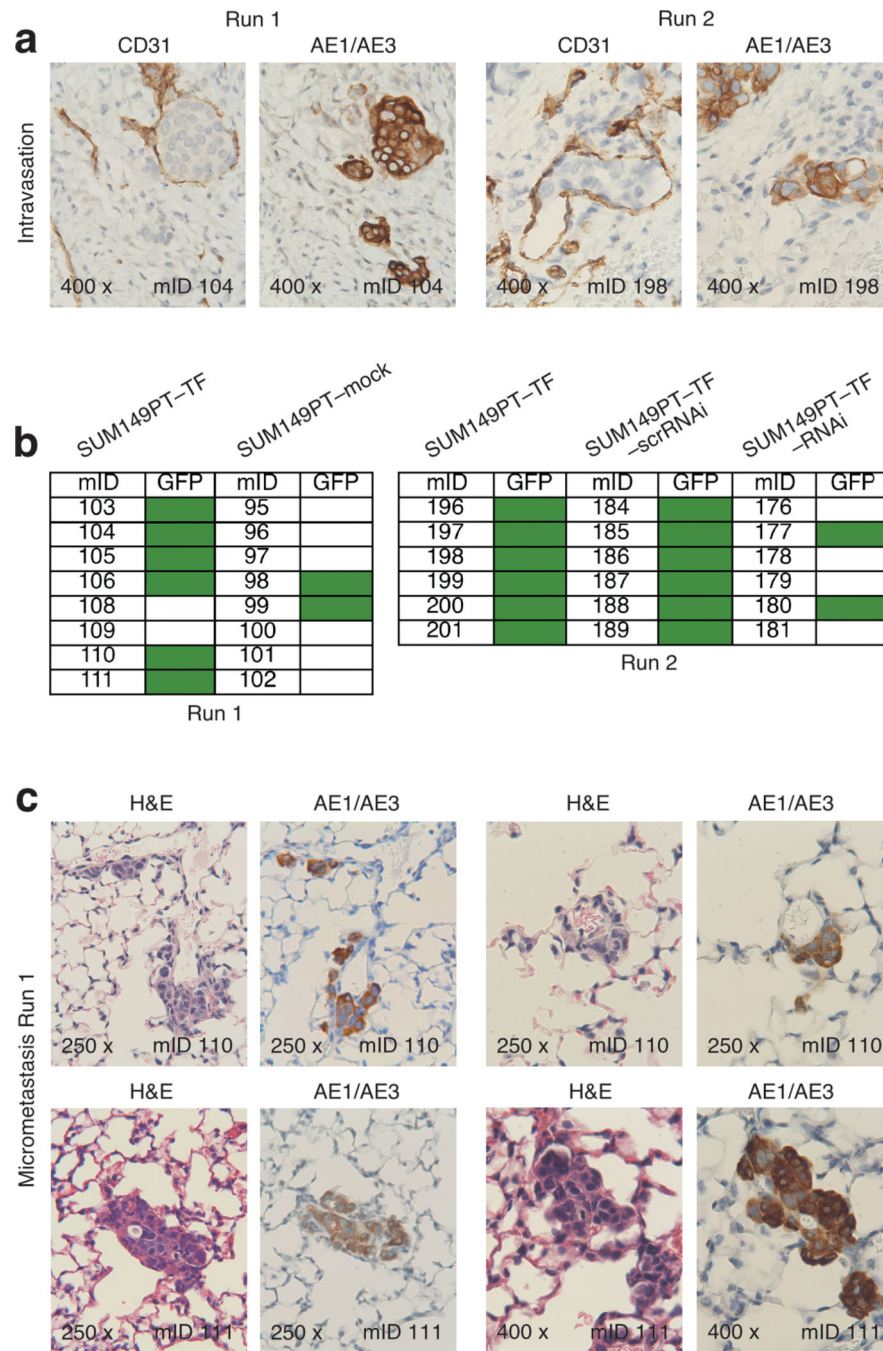 Run 1
Run 2
a
CD31
AE1/AE3
CD31
AE1/AE3
Intravasation
400 x mID 104
400 x mID 104
400 x mID 198
400 x mID 198
b
SUM149PT–TF
SUM149PT–mock
SUM149PT–TF
SUM149PT–TF
–scrRNAi
SUM149PT–TF
–RNAi
mID GFP mID GFP
103 95
104 96
105 97
106 98
108 99
109 100
110 101
111 102
Run 1
mID GFP mID GFP mID GFP
196 184 176
197 185 177
198 186 178
199 187 179
200 188 180
201 189 181
Run 2
c
H&E
AE1/AE3
H&E
AE1/AE3
Micrometastasis Run 1
250 x mID 110
250 x mID 110
250 x mID 110
250 x mID 110
H&E
AE1/AE3
H&E
AE1/AE3
250 x mID 111
250 x mID 111
400 x mID 111
400 x mID 111